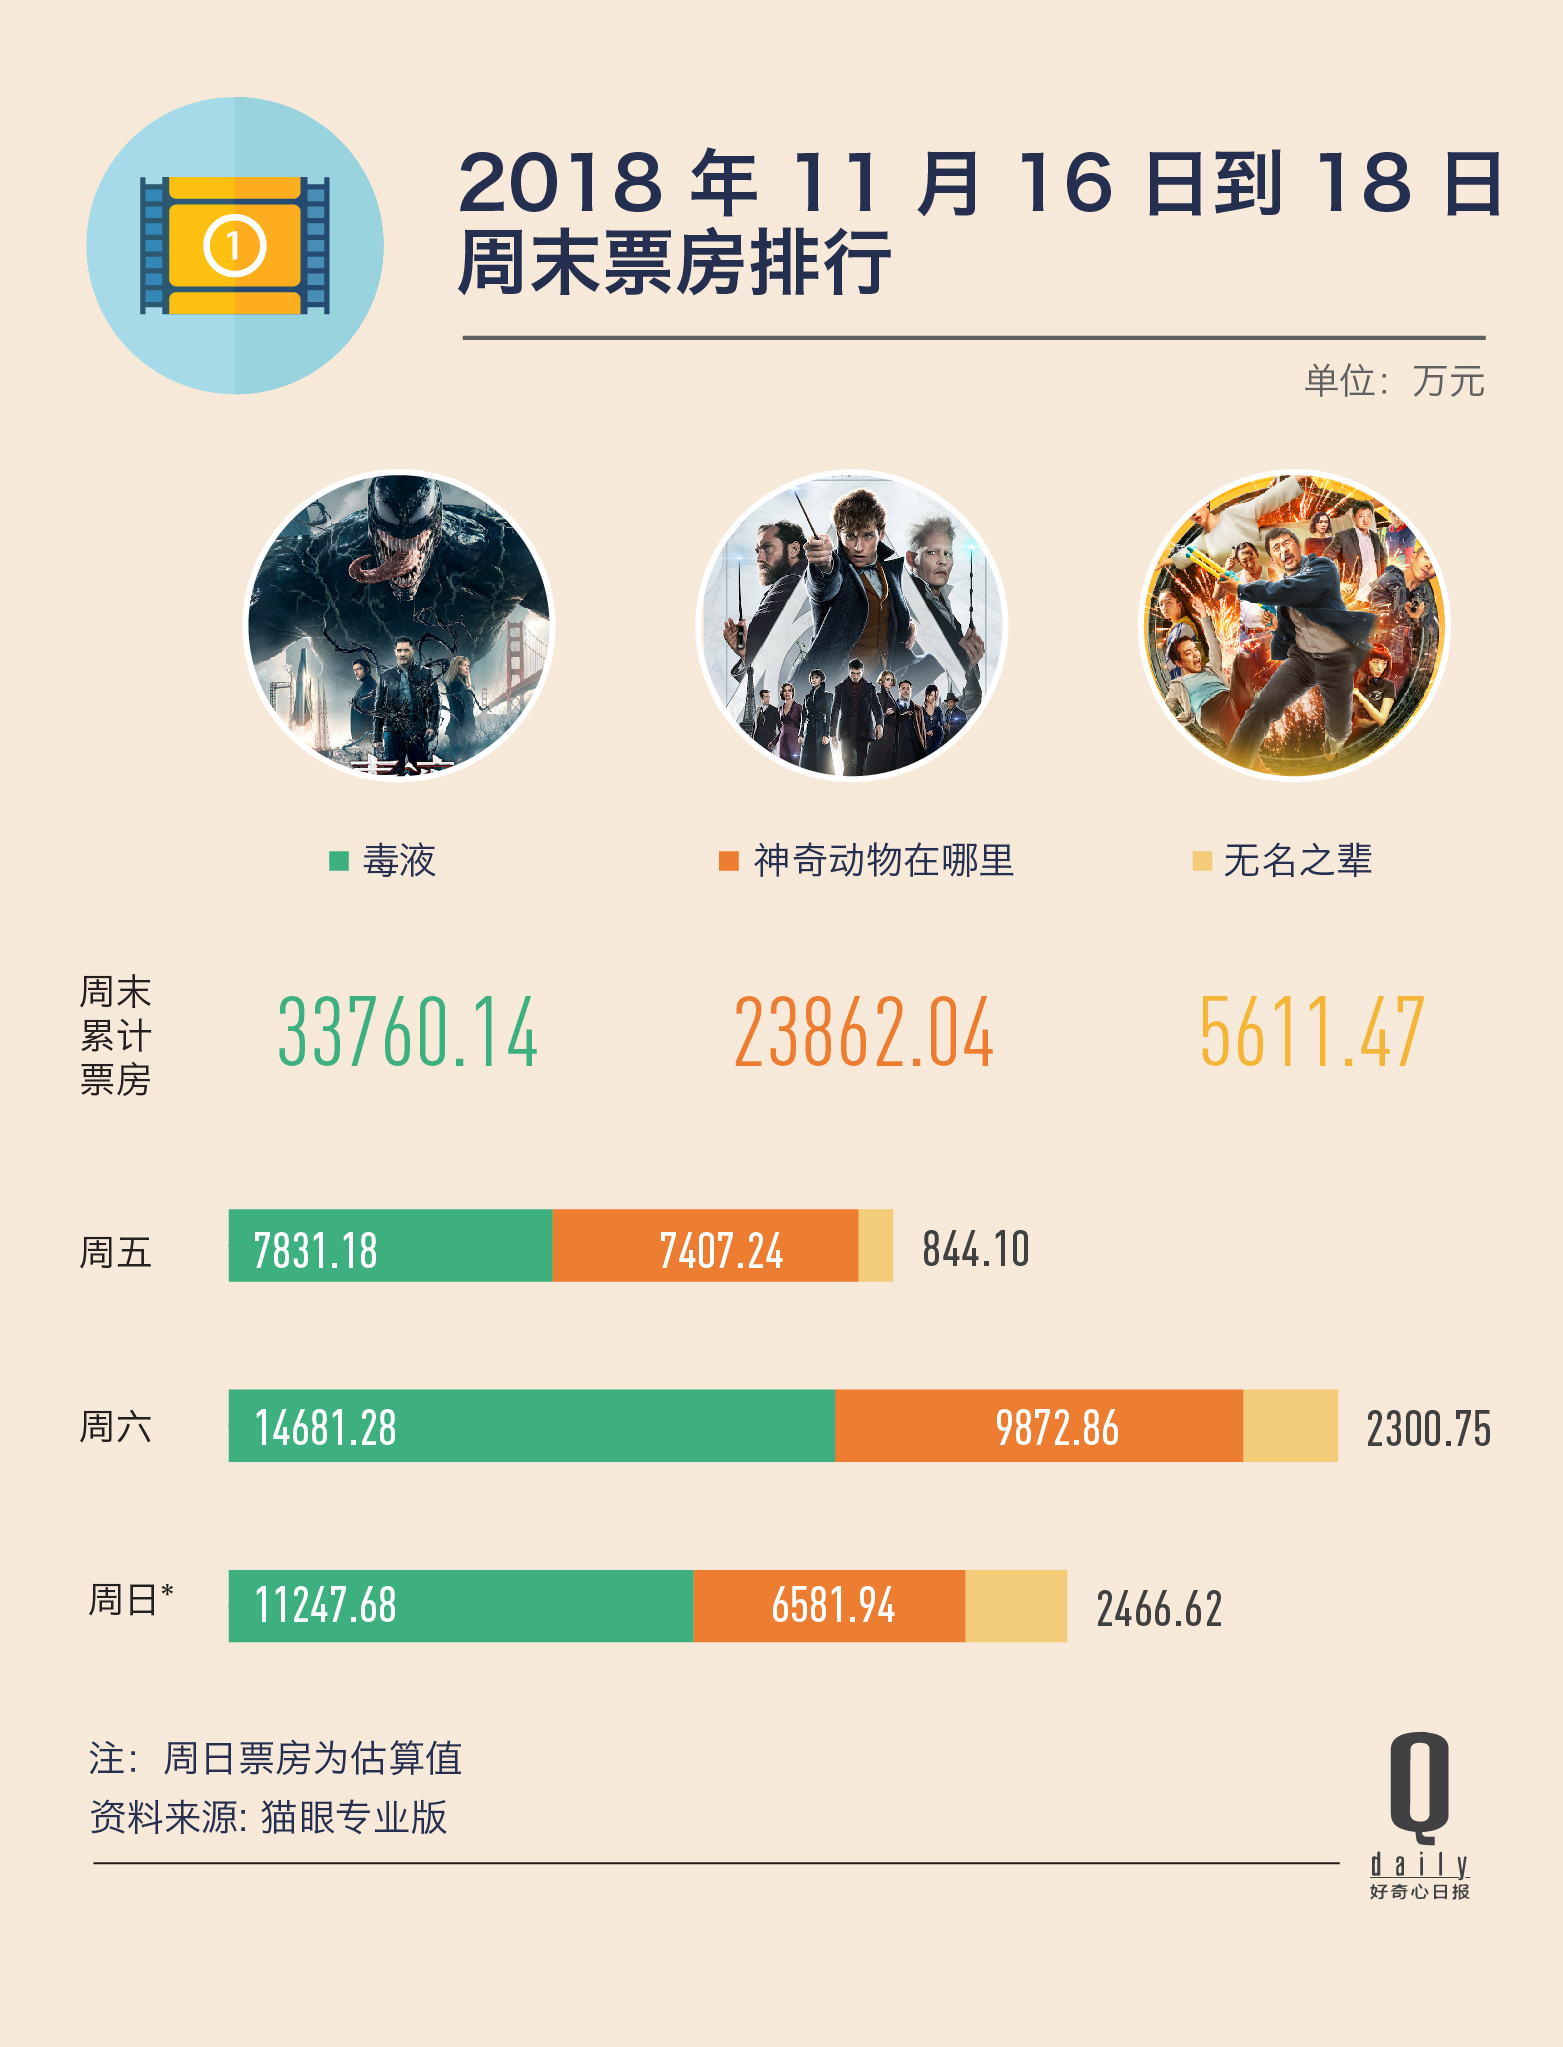 1
2018 年 11 月 16 日到 18 日
周末票房排行
单位：万元
毒液
神奇动物在哪里
无名之辈
周末
累计
票房
33760.14
23862.04
5611.47
周五
7831.18
7407.24
844.10
周六
14681.28
9872.86
2300.75
周日*
11247.68
6581.94
2466.62
注：周日票房为估算值
资料来源: 猫眼专业版
Q
daily
好奇心日报